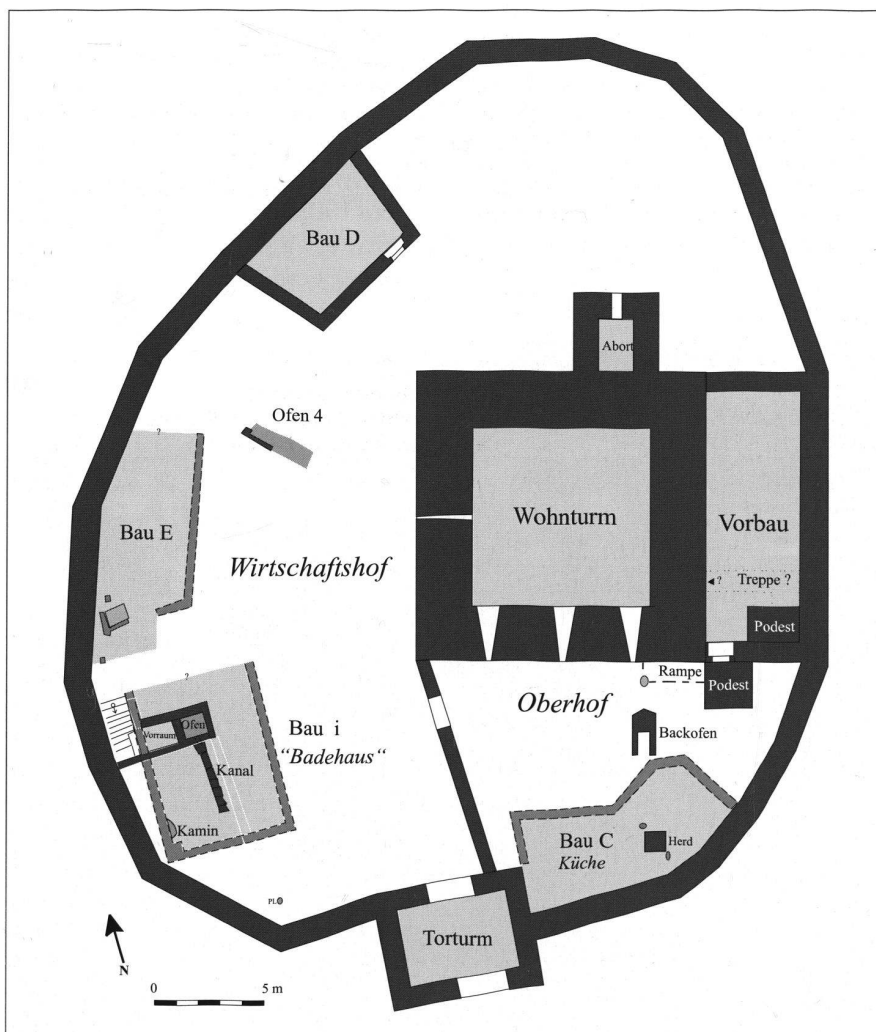 Bau D
Abort
Ofen 4
Wohnturm
Vorbau
?
Bau E
Wirtschaftshof
? Treppe ?
Podest
Rampe
Podest
?
Oberhof
Vorraum
Ofen
Bau i
"Badehaus"
Backofen
Kanal
Kamin
Bau C
Küche
Herd
PL
Torturm
N
0 5 m